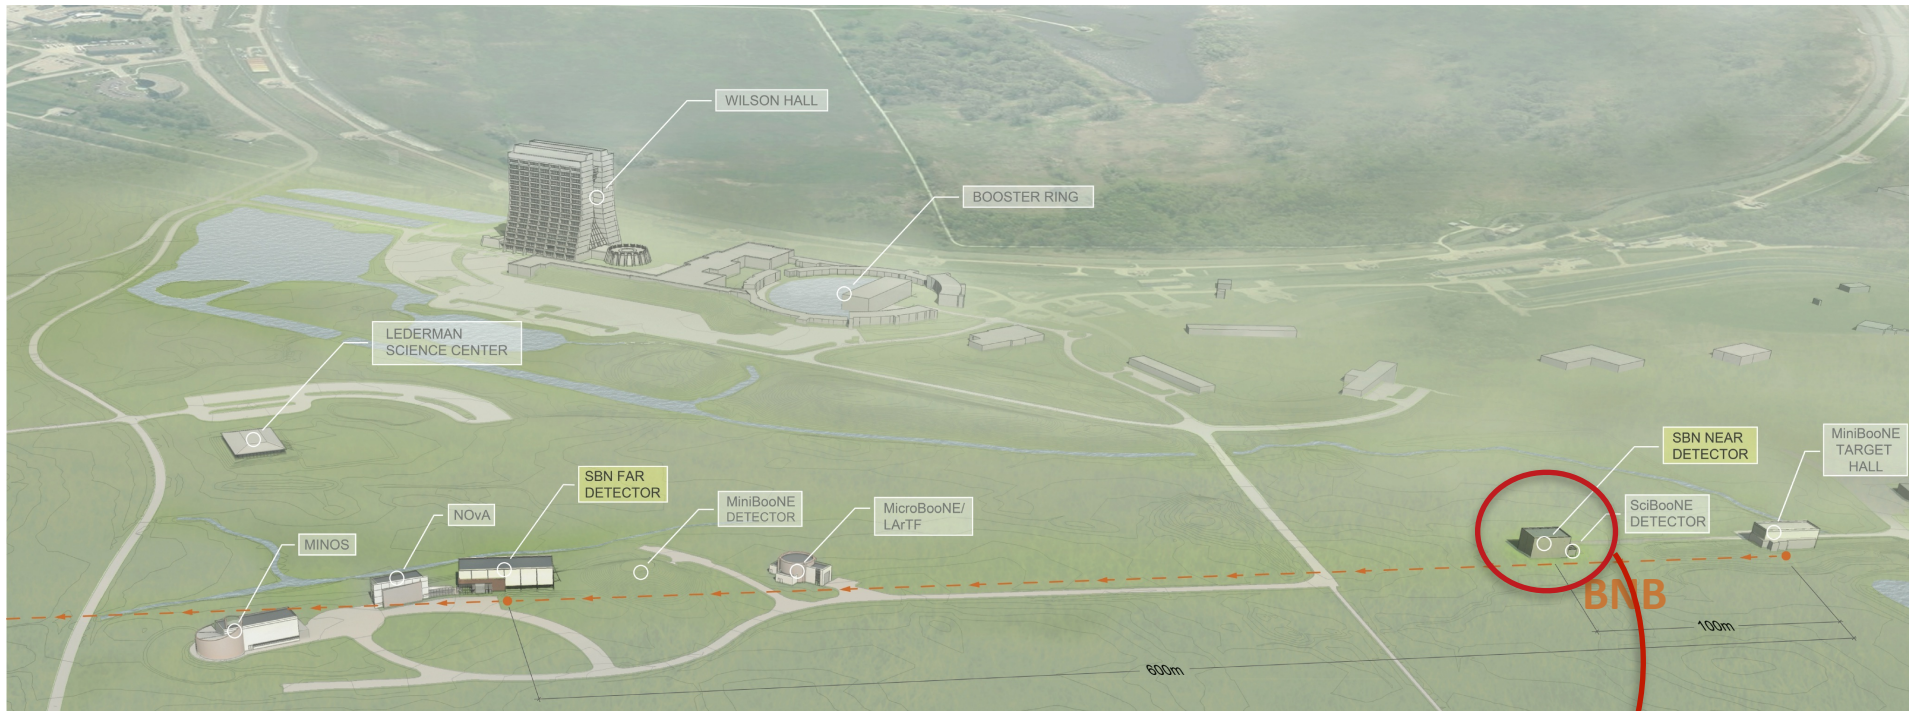 WILSON HALL
BOOSTER RING
LEDERMAN
SCIENCE CENTER
SBN NEAR
DETECTOR
MiniBooNE
TARGET
HALL
SBN FAR
DETECTOR
MiniBooNE
DETECTOR
MicroBooNE/
LArTF
SciBooNE
DETECTOR
NOvA
MINOS
BNB
100m
600m